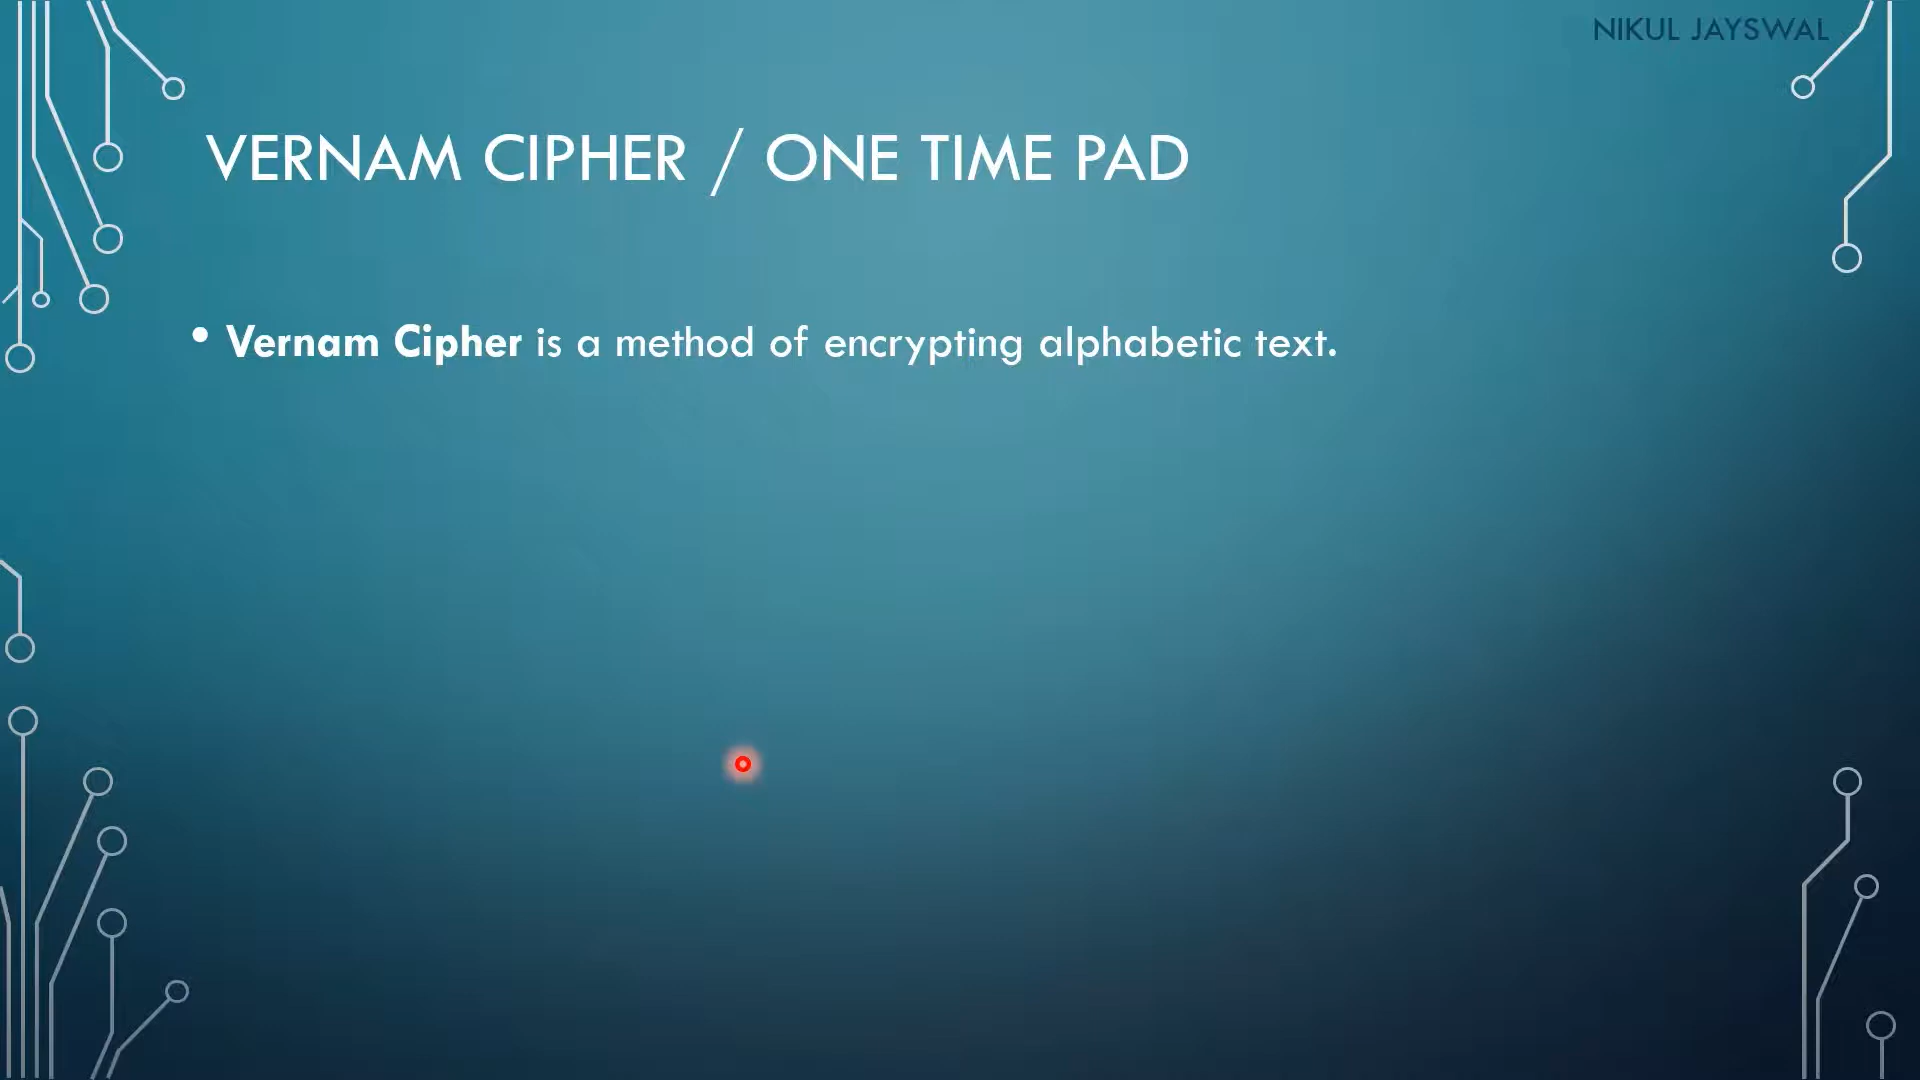 NIKUL JAYSWAL
VERNAM CIPHER / ONE TIME PAD
• Vernam Cipher is a method of encrypting alphabetic text.